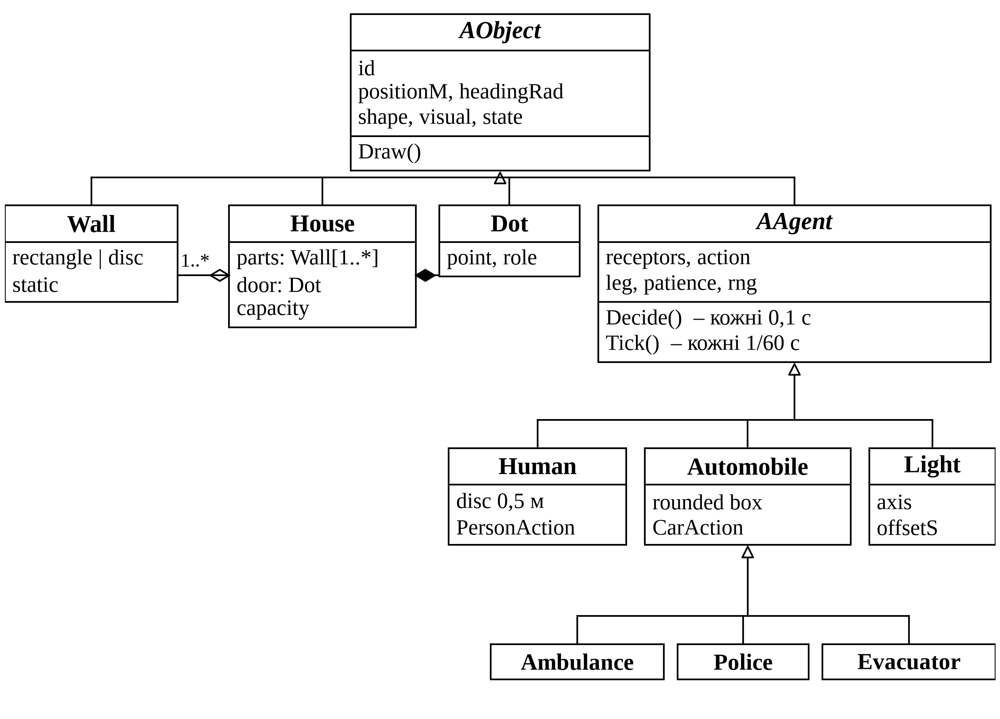 AObject
id
positionM, headingRad
shape, visual, state
Draw()
Wall
rectangle | disc
static
1..*
House
parts: Wall[1..*]
door: Dot
capacity
Dot
point, role
AAgent
receptors, action
leg, patience, rng
Decide() – кожні 0,1 с
Tick() – кожні 1/60 с
Human
disc 0,5 м
PersonAction
Automobile
rounded box
CarAction
Light
axis
offsetS
Ambulance
Police
Evacuator